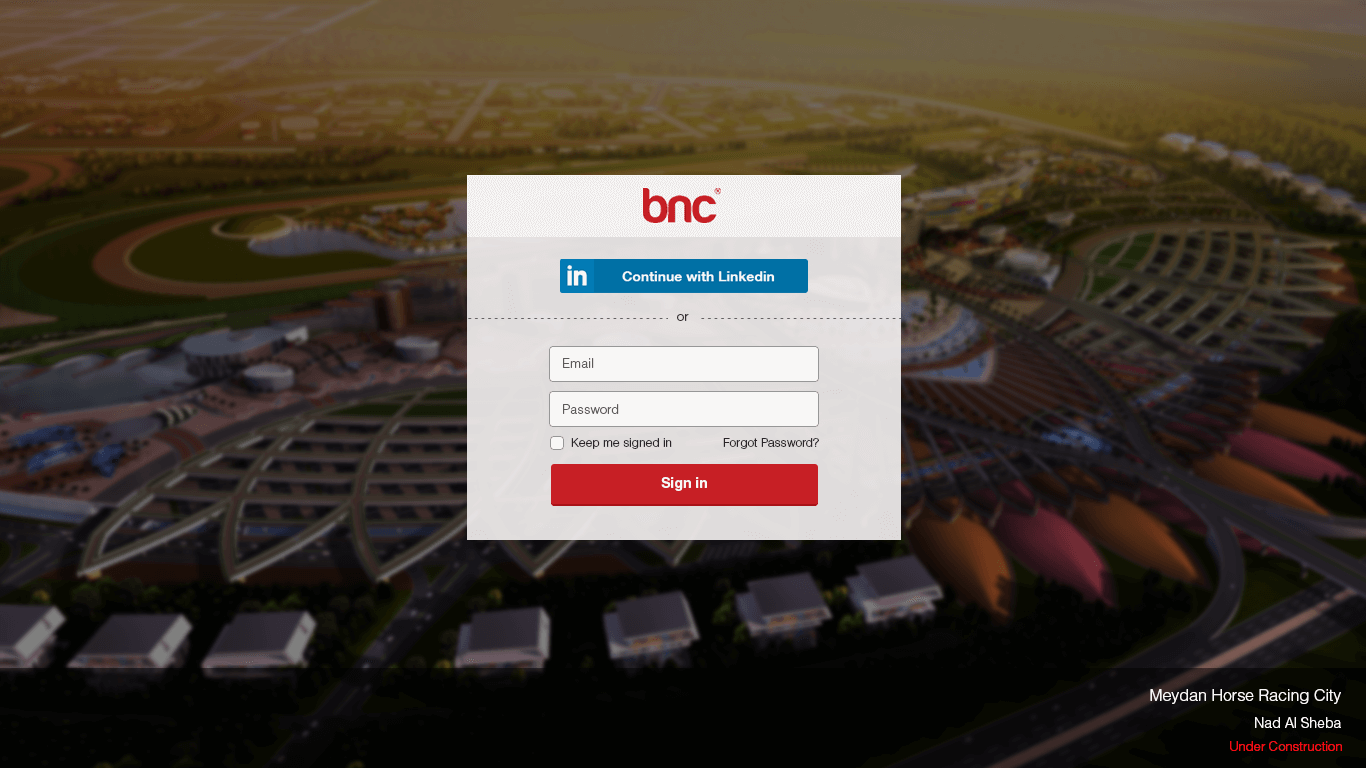 bnc®
in Continue with Linkedin
or
Email
Password
Keep me signed in Forgot Password?
Sign in
Meydan Horse Racing City
Nad Al Sheba
Under Construction